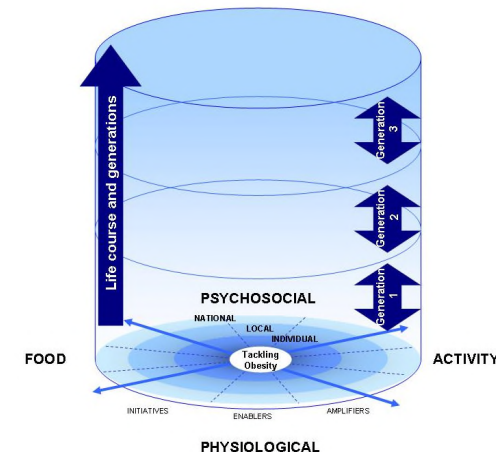 Life course and generations
Generation
3
Generation
2
Generation
1
PSYCHOSOCIAL
NATIONAL
LOCAL
INDIVIDUAL
FOOD
Tackling
Obesity
ACTIVITY
INITIATIVES
ENABLERS
AMPLIFIERS
PHYSIOLOGICAL